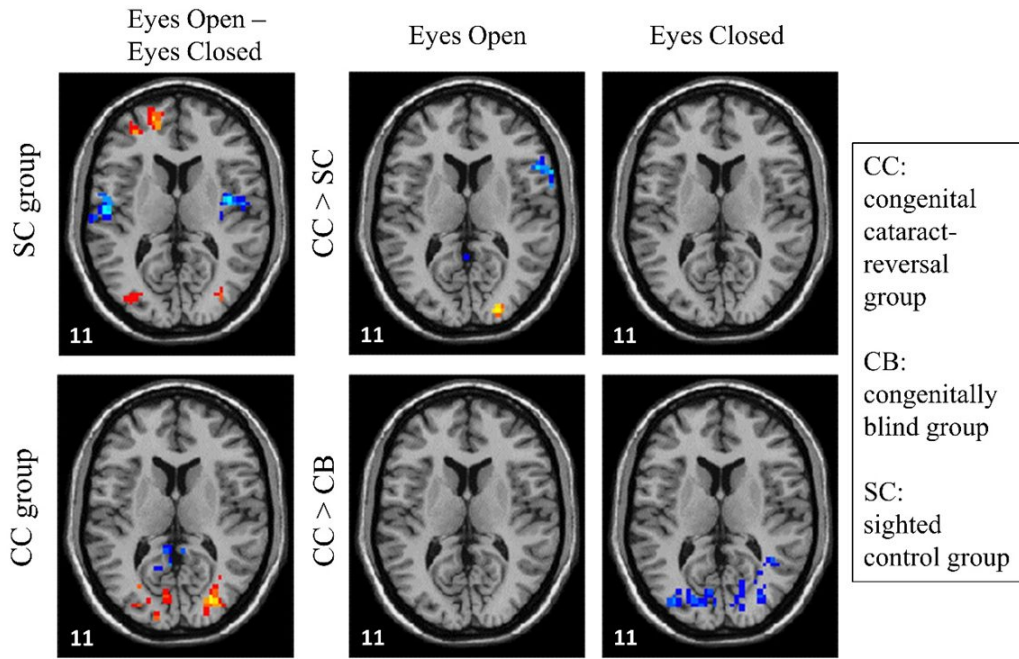 Eyes Open –
Eyes Closed
Eyes Open
Eyes Closed
SC group
11
CC > SC
11
11
CC group
11
CC > CB
11
11
CC:
congenital
cataract-
reversal
group
CB:
congenitally
blind group
SC:
sighted
control group